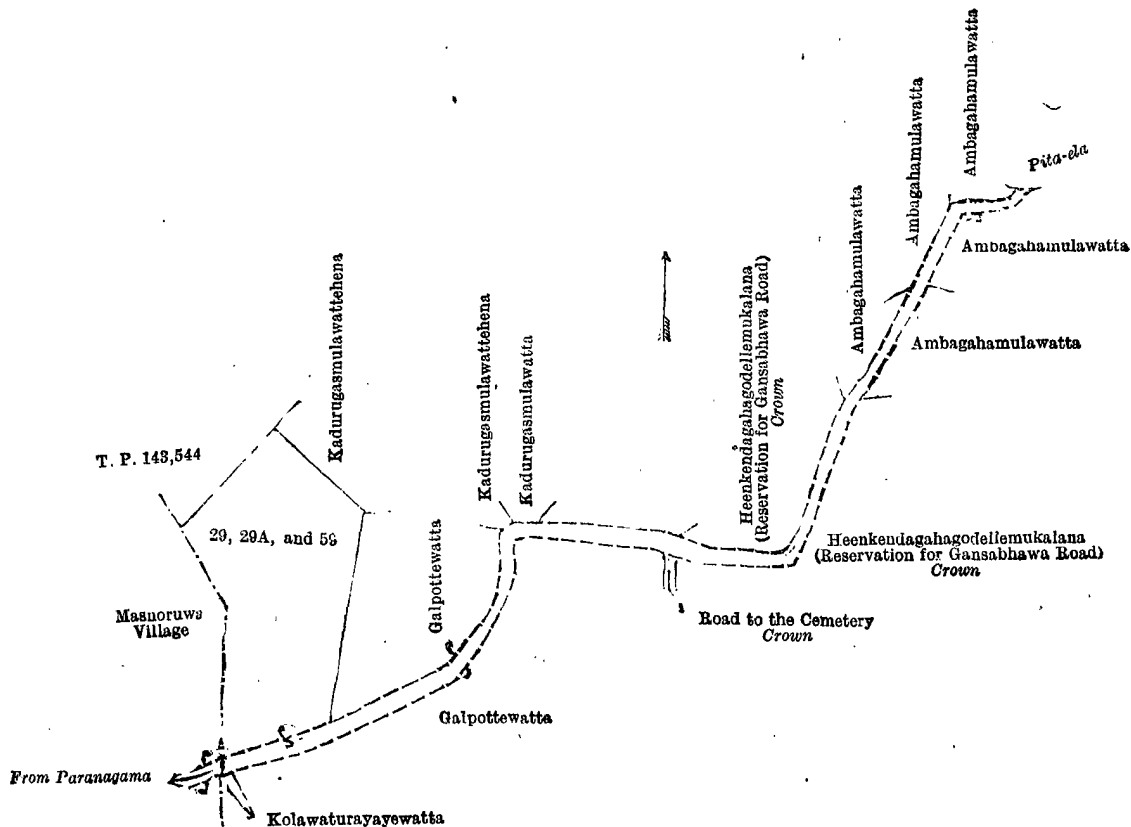 Ambagahamulawatta
Ambagahamulawatta
Pita-ela
Ambagahamulawatta
Ambagahamulawatta
Ambagahamulawatta
Heenkendagahagodellemukalana
(Reservation for Gansabhawa Road)
Crown
Kadurugasmulawattehena
Kadurugasmulawattehena
Kadurugasmulawatta
T. P. 143,544
29, 29A, and 59
Galpottewatta
Heenkendagahagodellemukalana
(Reservation for Gansabhawa Road)
Crown
Masnoruwa
Village
Road to the Cemetery
Crown
Galpottewatta
From Paranagama
Kolawaturayayewatta